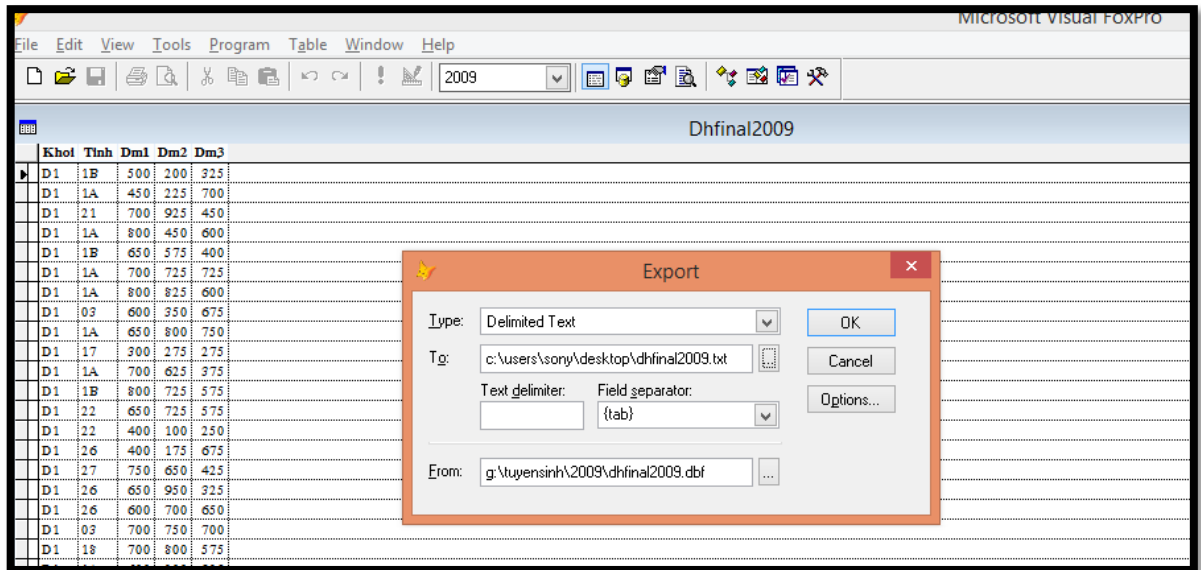 Microsoft Visual FoxPro
File Edit View Tools Program Table Window Help
2009
Dhfinal2009
Khoi Tinh Dm1 Dm2 Dm3
D1 1B 500 200 325
D1 1A 450 225 700
D1 21 700 925 450
D1 1A 800 450 600
D1 1B 650 575 400
D1 1A 700 725 725
D1 1A 800 825 600
D1 03 600 350 675
D1 1A 650 800 750
D1 17 300 275 275
D1 1A 700 625 375
D1 1B 800 725 575
D1 22 650 725 575
D1 22 400 100 250
D1 26 400 175 675
D1 27 750 650 425
D1 26 650 950 325
D1 26 600 700 650
D1 03 700 750 700
D1 18 700 800 575
Export
Type: Delimited Text OK
To: c:\users\sony\desktop\dhfinal2009.txt ... Cancel
Text delimiter: Field separator: Options...
{tab}
From: g:\tuyensinh\2009\dhfinal2009.dbf ...